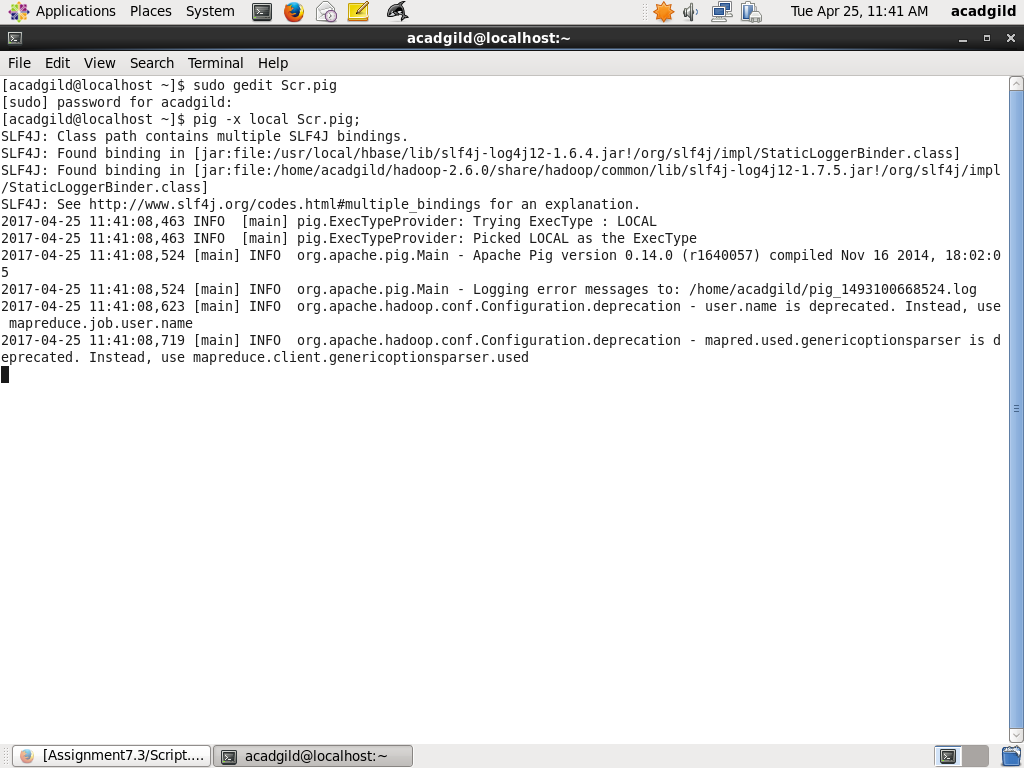 Applications Places System Tue Apr 25, 11:41 AM acadgild
acadgild@localhost:~
File Edit View Search Terminal Help
[acadgild@localhost ~]$ sudo gedit Scr.pig
[sudo] password for acadgild:
[acadgild@localhost ~]$ pig -x local Scr.pig;
SLF4J: Class path contains multiple SLF4J bindings.
SLF4J: Found binding in [jar:file:/usr/local/hbase/lib/slf4j-log4j12-1.6.4.jar!/org/slf4j/impl/StaticLoggerBinder.class]
SLF4J: Found binding in [jar:file:/home/acadgild/hadoop-2.6.0/share/hadoop/common/lib/slf4j-log4j12-1.7.5.jar!/org/slf4j/impl
/StaticLoggerBinder.class]
SLF4J: See http://www.slf4j.org/codes.html#multiple_bindings for an explanation.
2017-04-25 11:41:08,463 INFO  [main] pig.ExecTypeProvider: Trying ExecType : LOCAL
2017-04-25 11:41:08,463 INFO  [main] pig.ExecTypeProvider: Picked LOCAL as the ExecType
2017-04-25 11:41:08,524 [main] INFO  org.apache.pig.Main - Apache Pig version 0.14.0 (r1640057) compiled Nov 16 2014, 18:02:0
5
2017-04-25 11:41:08,524 [main] INFO  org.apache.pig.Main - Logging error messages to: /home/acadgild/pig_1493100668524.log
2017-04-25 11:41:08,623 [main] INFO  org.apache.hadoop.conf.Configuration.deprecation - user.name is deprecated. Instead, use
 mapreduce.job.user.name
2017-04-25 11:41:08,719 [main] INFO  org.apache.hadoop.conf.Configuration.deprecation - mapred.used.genericoptionsparser is d
eprecated. Instead, use mapreduce.client.genericoptionsparser.used
[Assignment7.3/Script.... acadgild@localhost:~